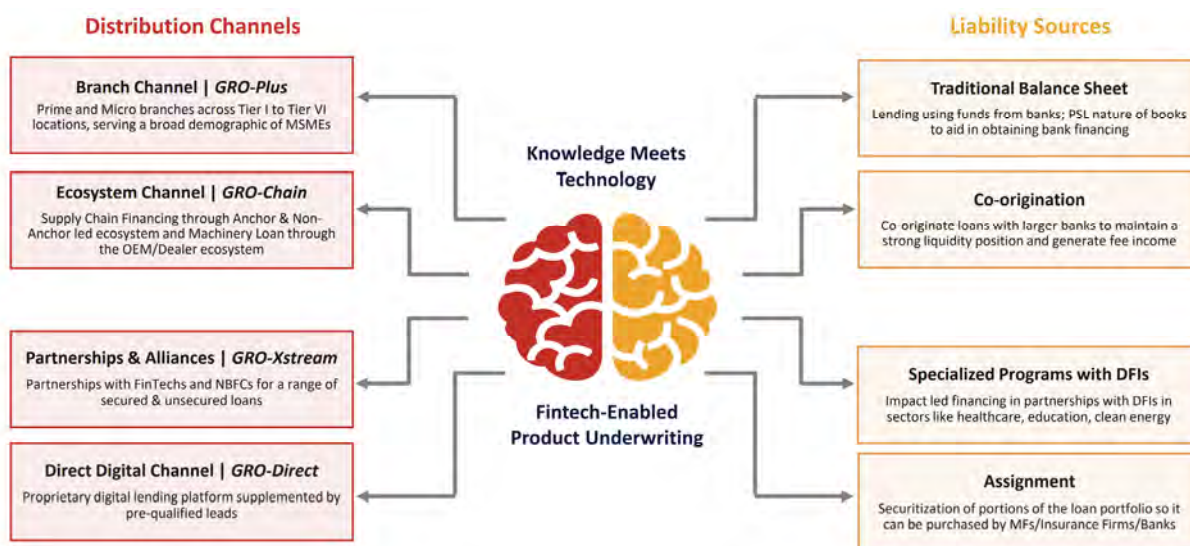 Distribution Channels
Branch Channel | GRO-Plus
Prime and Micro branches across Tier I to Tier VI
locations, serving a broad demographic of MSMEs
Ecosystem Channel | GRO-Chain
Supply Chain Financing through Anchor & Non-
Anchor led ecosystem and Machinery Loan through
the OEM/Dealer ecosystem
Partnerships & Alliances | GRO-Xstream
Partnerships with FinTechs and NBFCs for a range of
secured & unsecured loans
Direct Digital Channel | GRO-Direct
Proprietary digital lending platform supplemented by
pre-qualified leads
Knowledge Meets
Technology
Fintech-Enabled
Product Underwriting
Liability Sources
Traditional Balance Sheet
Lending using funds from banks; PSL nature of books
to aid in obtaining bank financing
Co-origination
Co-originate loans with larger banks to maintain a
strong liquidity position and generate fee income
Specialized Programs with DFIs
Impact led financing in partnerships with DFIs in
sectors like healthcare, education, clean energy
Assignment
Securitization of portions of the loan portfolio so it
can be purchased by MFs/Insurance Firms/Banks